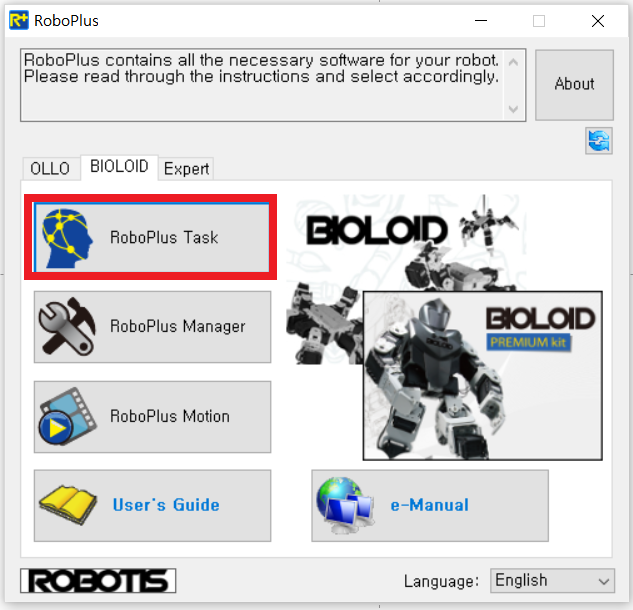 R+ RoboPlus
RoboPlus contains all the necessary software for your robot.
Please read through the instructions and select accordingly.
About
OLLO BIOLOID Expert
RoboPlus Task
BIOLOID
RoboPlus Manager
BIOLOID
PREMIUM kit
BIOLOID
RoboPlus Motion
User's Guide
e-Manual
ROBOTIS
Language: English